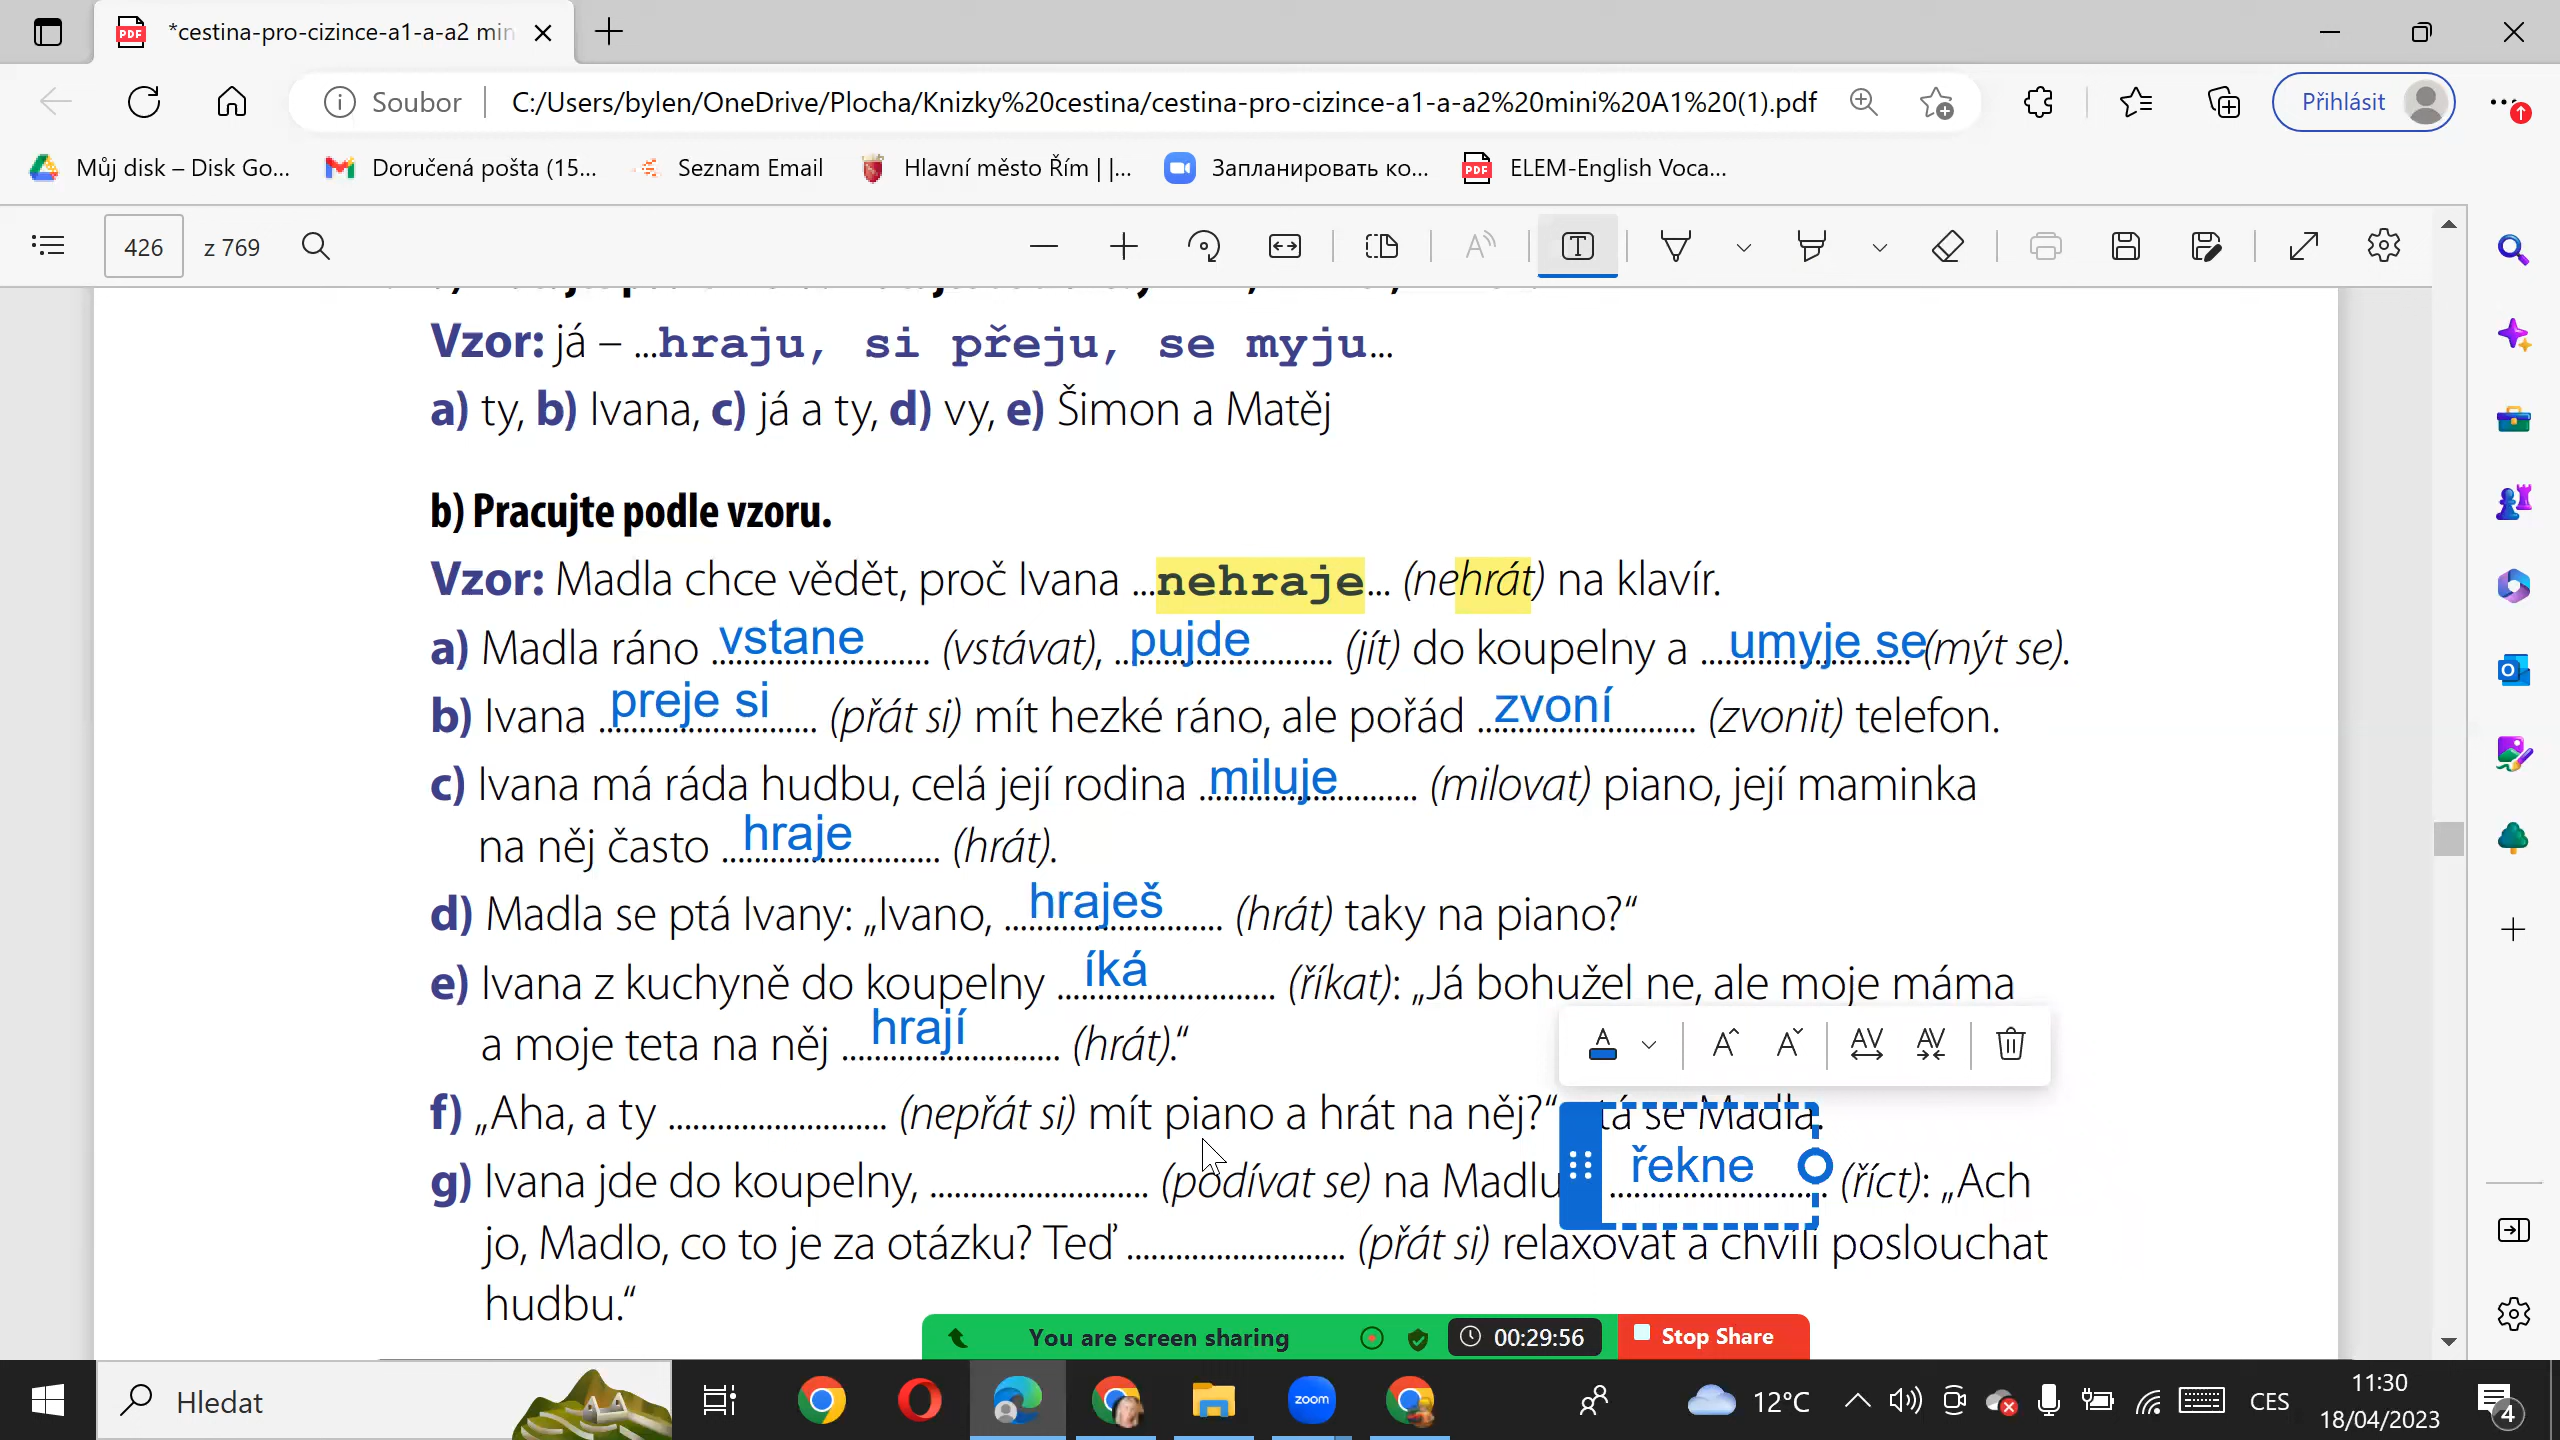 *cestina-pro-cizince-a1-a-a2 min
Soubor C:/Users/bylen/OneDrive/Plocha/Knizky%20cestina/cestina-pro-cizince-a1-a-a2%20mini%20A1%20(1).pdf Přihlásit
Můj disk – Disk Go... Doručená pošta (15... Seznam Email Hlavní město Řím | |... Запланировать ко... ELEM-English Voca...
426 z 769
Vzor: já – ...hraju, si přeju, se myju...
a) ty, b) Ivana, c) já a ty, d) vy, e) Šimon a Matěj
b) Pracujte podle vzoru.
Vzor: Madla chce vědět, proč Ivana ...nehraje... (nehrát) na klavír.
a) Madla ráno vstane (vstávat), pujde (jít) do koupelny a umyje se (mýt se).
b) Ivana preje si (přát si) mít hezké ráno, ale pořád zvoní (zvonit) telefon.
c) Ivana má ráda hudbu, celá její rodina miluje (milovat) piano, její maminka
na něj často hraje (hrát).
d) Madla se ptá Ivany: „Ivano, hraješ (hrát) taky na piano?“
e) Ivana z kuchyně do koupelny íká (říkat): „Já bohužel ne, ale moje máma
a moje teta na něj hrají (hrát).“
f) „Aha, a ty ........................... (nepřát si) mít piano a hrát na něj?“ tá se Madla.
g) Ivana jde do koupelny, ........................... (podívat se) na Madlu řekne (říct): „Ach
jo, Madlo, co to je za otázku? Teď ........................... (přát si) relaxovat a chvíli poslouchat
hudbu.“
You are screen sharing 00:29:56 Stop Share
Hledat zoom 12°C CES 11:30
18/04/2023 4